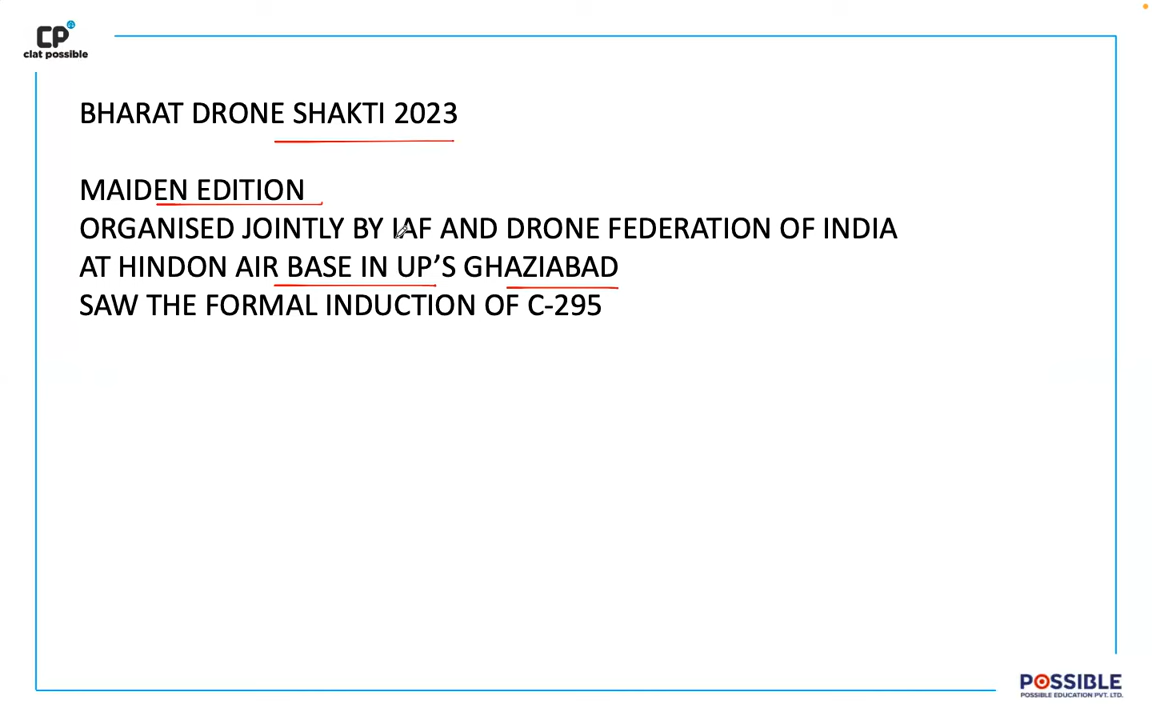 CP
clat possible
BHARAT DRONE SHAKTI 2023
MAIDEN EDITION
ORGANISED JOINTLY BY IAF AND DRONE FEDERATION OF INDIA
AT HINDON AIR BASE IN UP’S GHAZIABAD
SAW THE FORMAL INDUCTION OF C-295
POSSIBLE
POSSIBLE EDUCATION PVT. LTD.